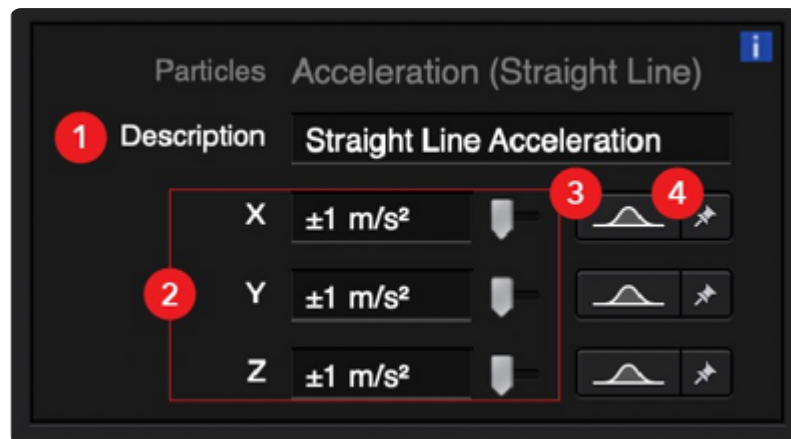 i
Particles Acceleration (Straight Line)
1 Description Straight Line Acceleration
3 4
X ±1 m/s²
2 Y ±1 m/s²
Z ±1 m/s²